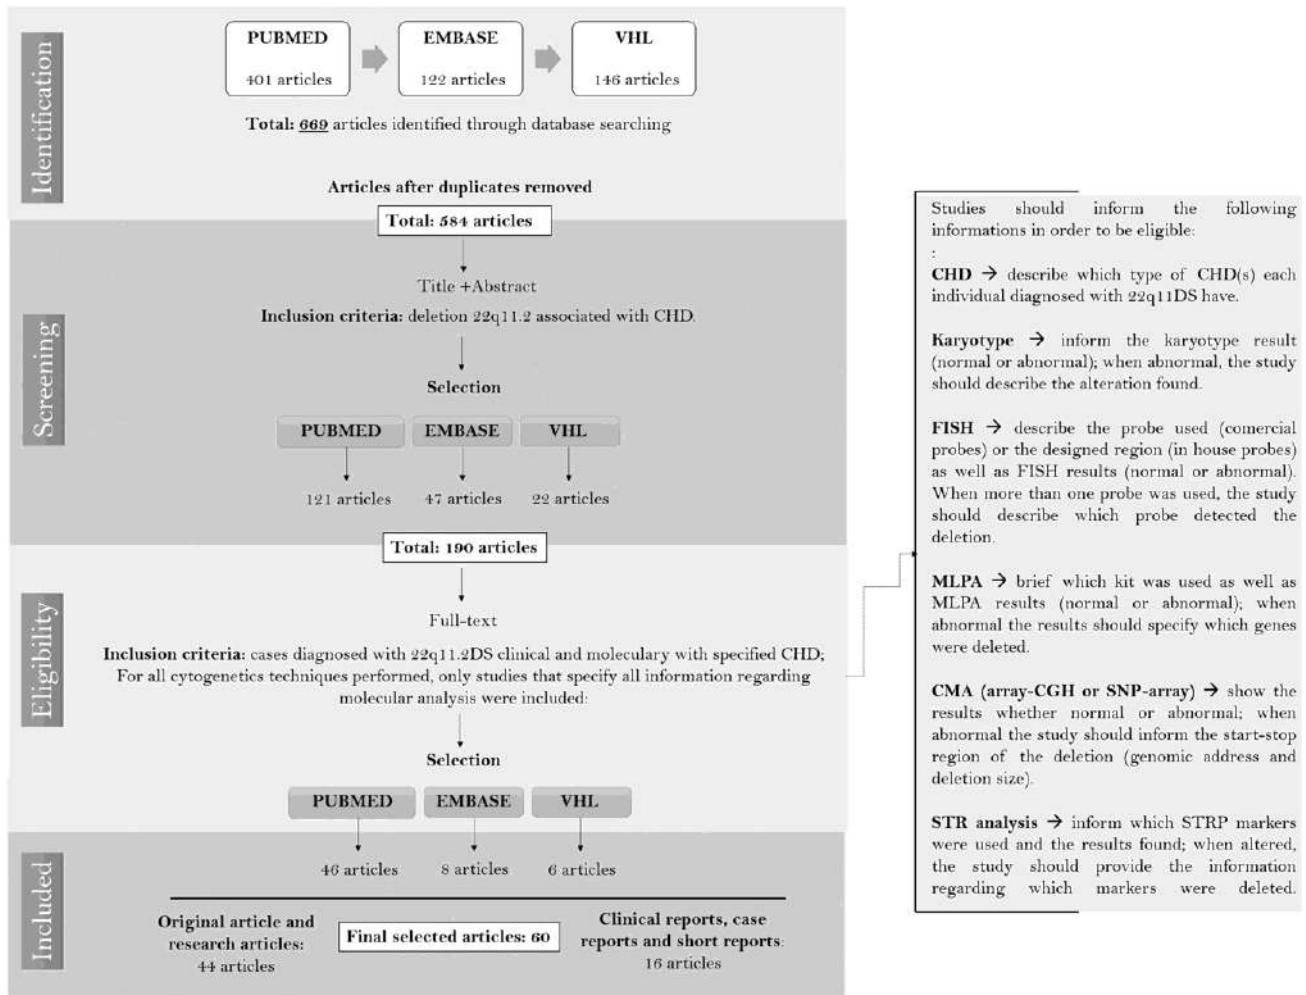 Identification
PUBMED
401 articles
EMBASE
122 articles
VHL
146 articles
Total: 669 articles identified through database searching
Articles after duplicates removed
Total: 584 articles
Screening
Title +Abstract
Inclusion criteria: deletion 22q11.2 associated with CHD.
Selection
PUBMED
EMBASE
VHL
121 articles
47 articles
22 articles
Total: 190 articles
Eligibility
Full-text
Inclusion criteria: cases diagnosed with 22q11.2DS clinical and moleculary with specified CHD;
For all cytogenetics techniques performed, only studies that specify all information regarding
molecular analysis were included:
Selection
PUBMED
EMBASE
VHL
Included
46 articles
8 articles
6 articles
Original article and
research articles:
44 articles
Final selected articles: 60
Clinical reports, case
reports and short reports:
16 articles
Studies should inform the following
informations in order to be eligible:
:
CHD → describe which type of CHD(s) each
individual diagnosed with 22q11DS have.
Karyotype → inform the karyotype result
(normal or abnormal); when abnormal, the study
should describe the alteration found.
FISH → describe the probe used (comercial
probes) or the designed region (in house probes)
as well as FISH results (normal or abnormal).
When more than one probe was used, the study
should describe which probe detected the
deletion.
MLPA → brief which kit was used as well as
MLPA results (normal or abnormal); when
abnormal the results should specify which genes
were deleted.
CMA (array-CGH or SNP-array) → show the
results whether normal or abnormal; when
abnormal the study should inform the start-stop
region of the deletion (genomic address and
deletion size).
STR analysis → inform which STRP markers
were used and the results found; when altered,
the study should provide the information
regarding which markers were deleted.